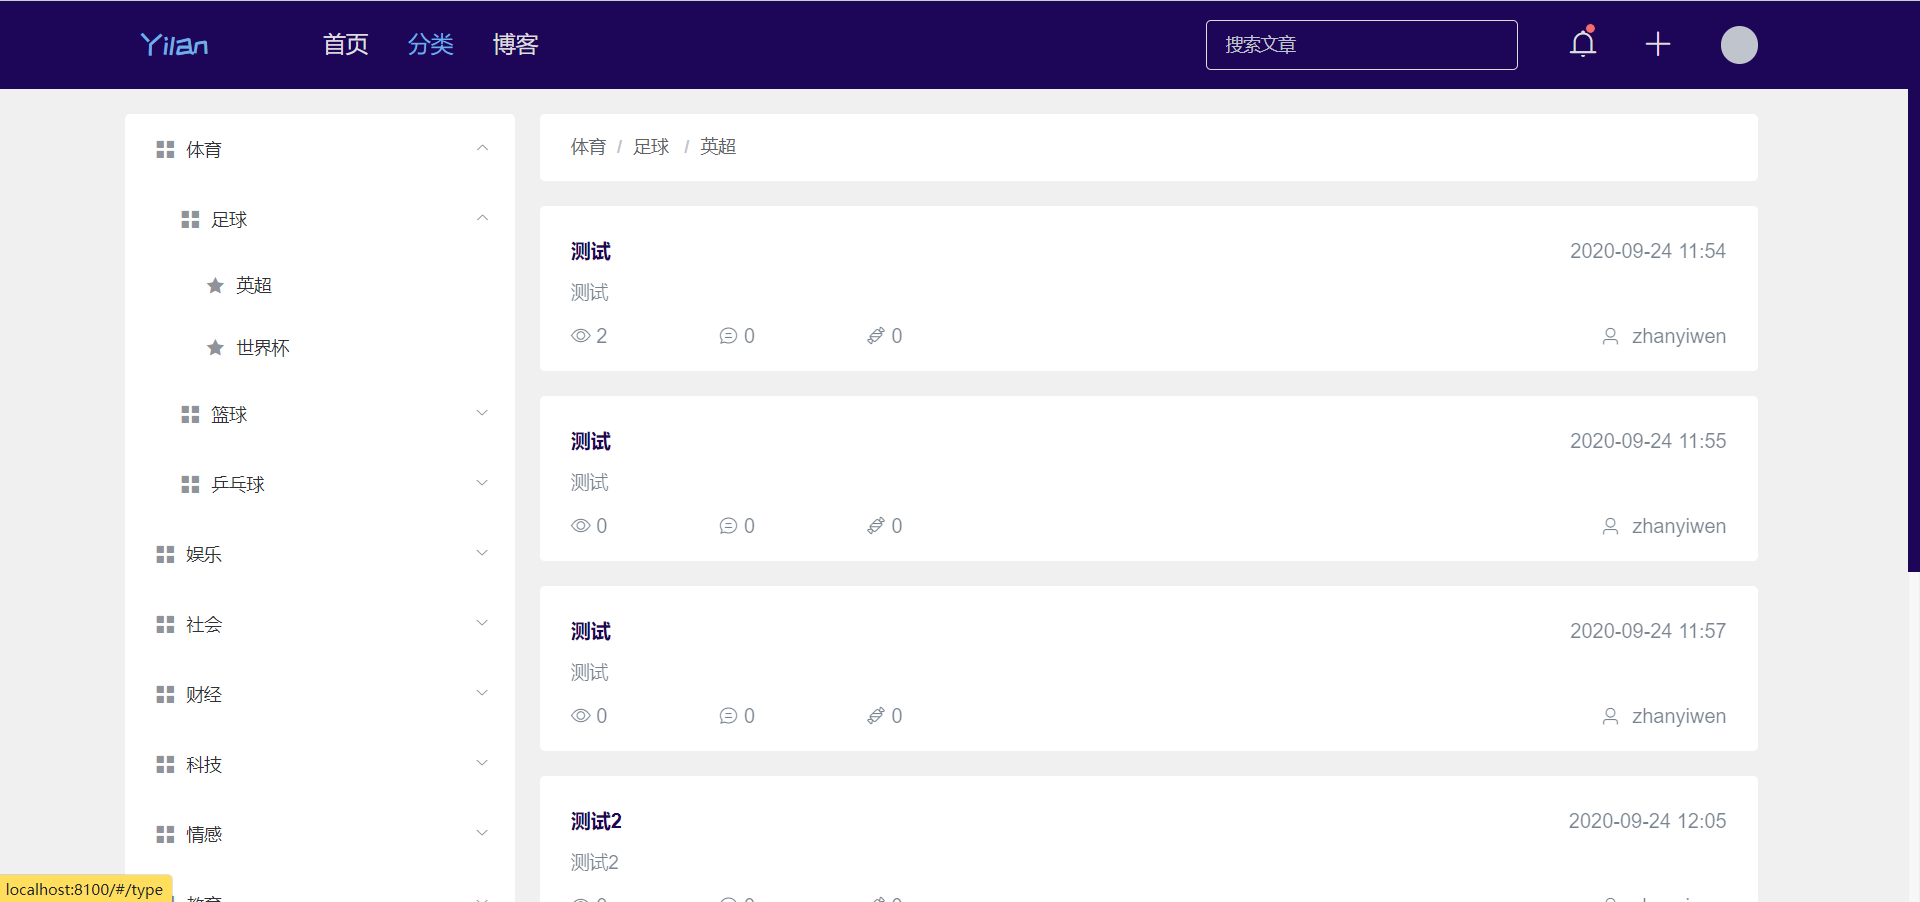 Yilan 首页 分类 博客 搜索文章
体育
足球
英超
世界杯
篮球
乒乓球
娱乐
社会
财经
科技
情感
教育
体育 / 足球 / 英超
测试 2020-09-24 11:54
测试
2 0 0 zhanyiwen
测试 2020-09-24 11:55
测试
0 0 0 zhanyiwen
测试 2020-09-24 11:57
测试
0 0 0 zhanyiwen
测试2 2020-09-24 12:05
测试2
localhost:8100/#/type